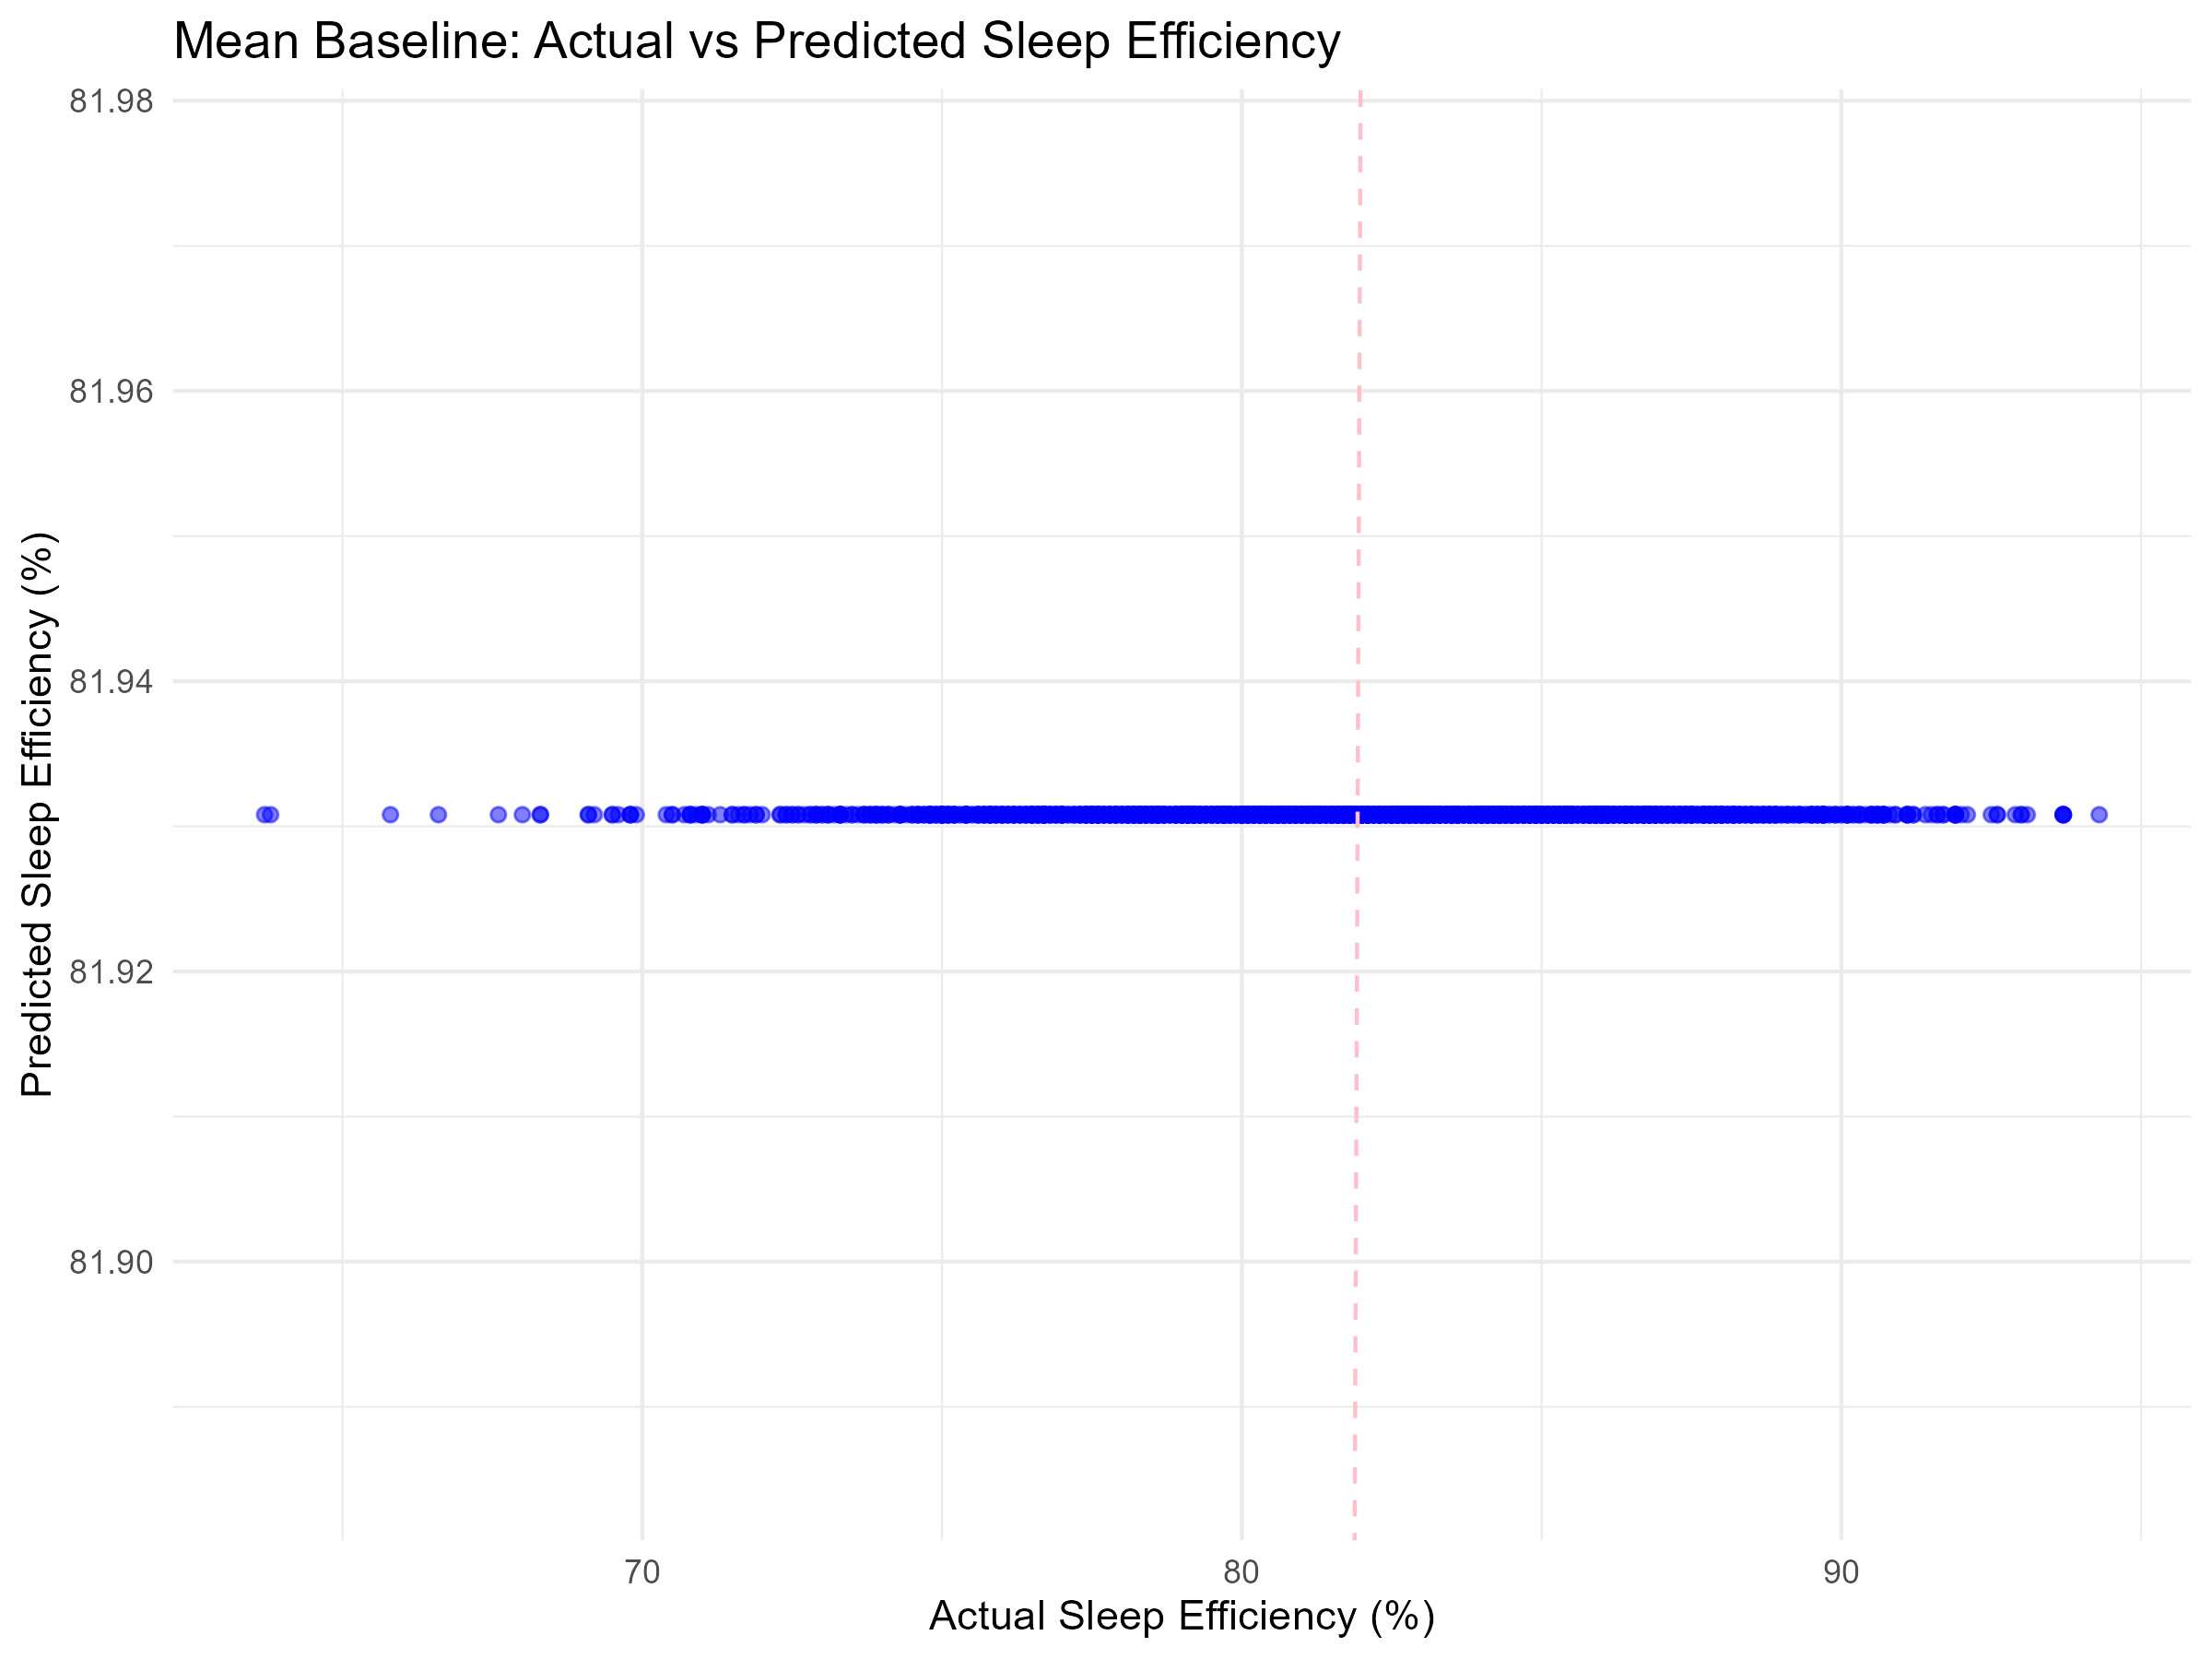 Mean Baseline: Actual vs Predicted Sleep Efficiency
Predicted Sleep Efficiency (%)
81.98
81.96
81.94
81.92
81.90
70
80
90
Actual Sleep Efficiency (%)